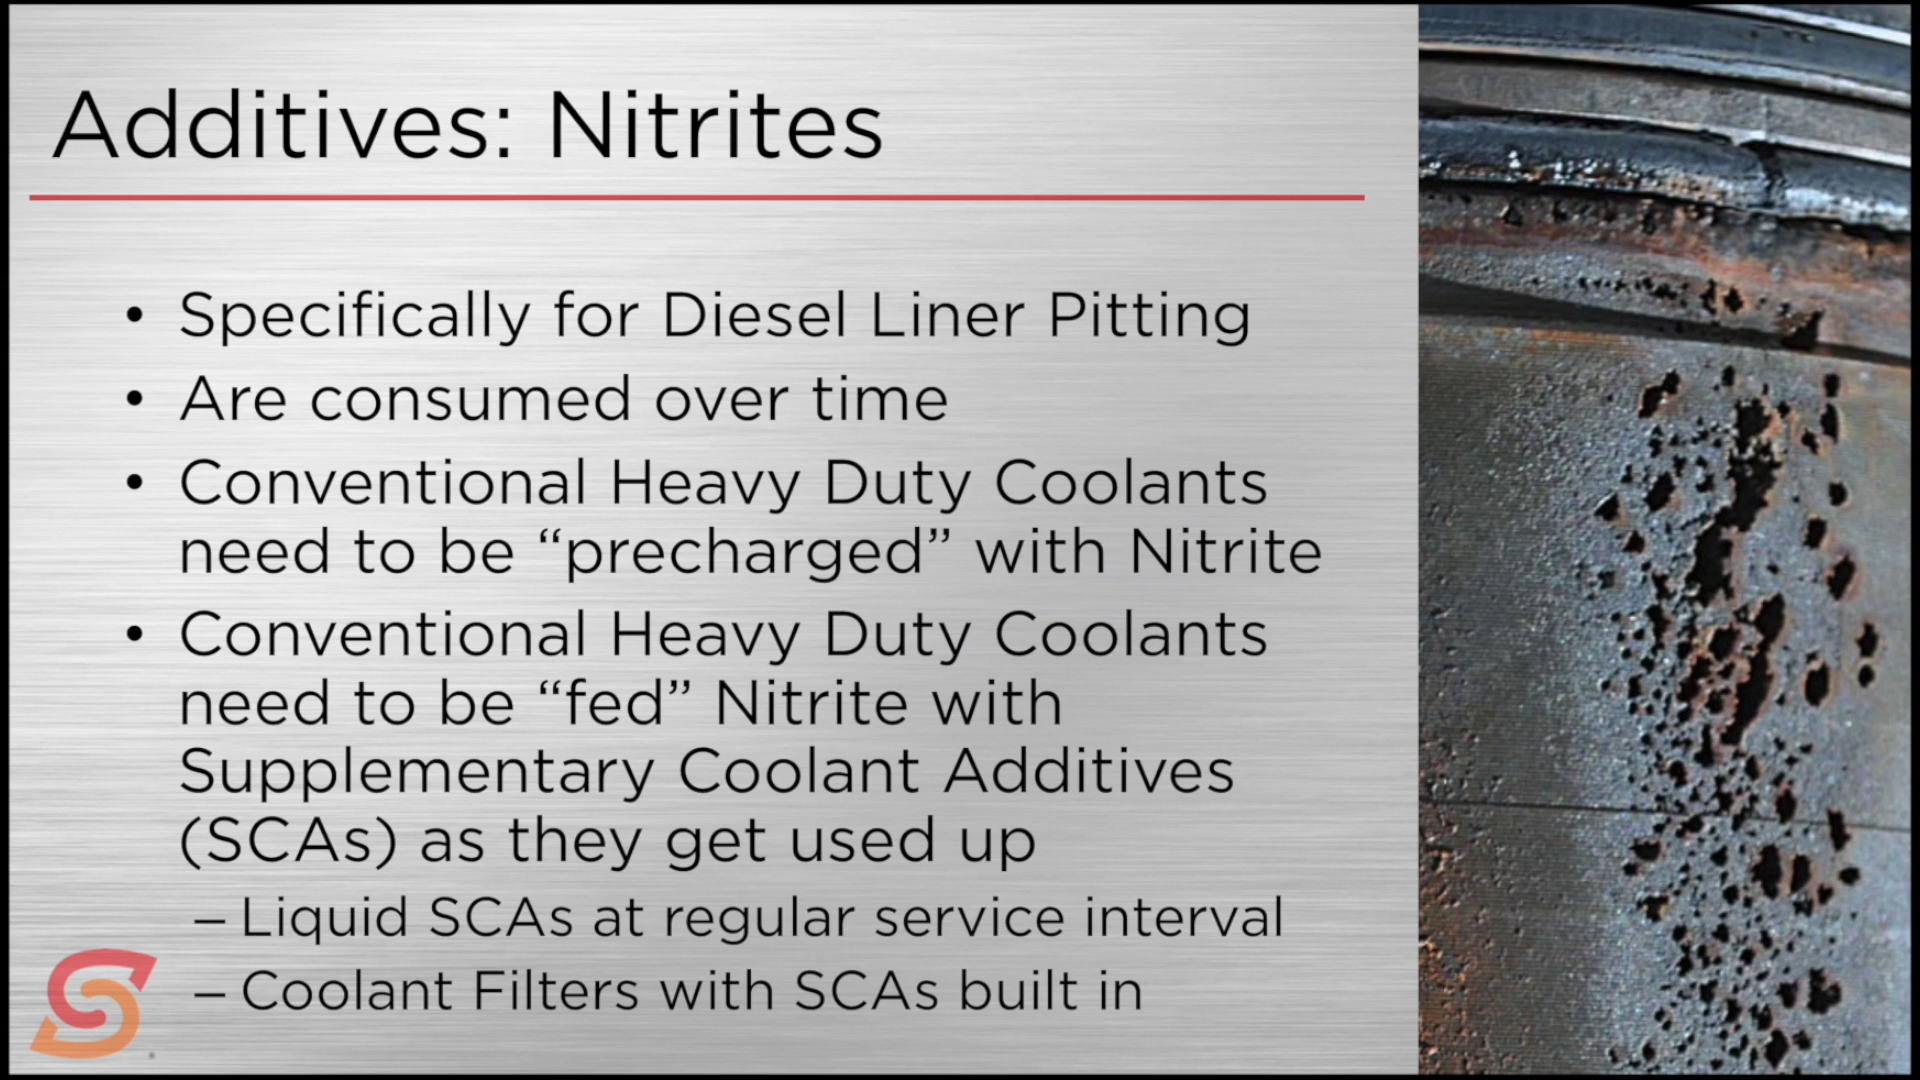 Additives: Nitrites
• Specifically for Diesel Liner Pitting
• Are consumed over time
• Conventional Heavy Duty Coolants
need to be “precharged” with Nitrite
• Conventional Heavy Duty Coolants
need to be “fed” Nitrite with
Supplementary Coolant Additives
(SCAs) as they get used up
– Liquid SCAs at regular service interval
– Coolant Filters with SCAs built in